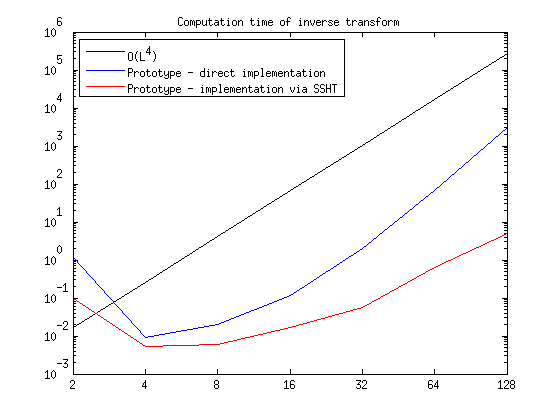 Computation time of inverse transform
10^6
10^5
10^4
10^3
10^2
10^1
10^0
10^-1
10^-2
10^-3
O(L^4)
Prototype - direct implementation
Prototype - implementation via SSHT
2 4 8 16 32 64 128